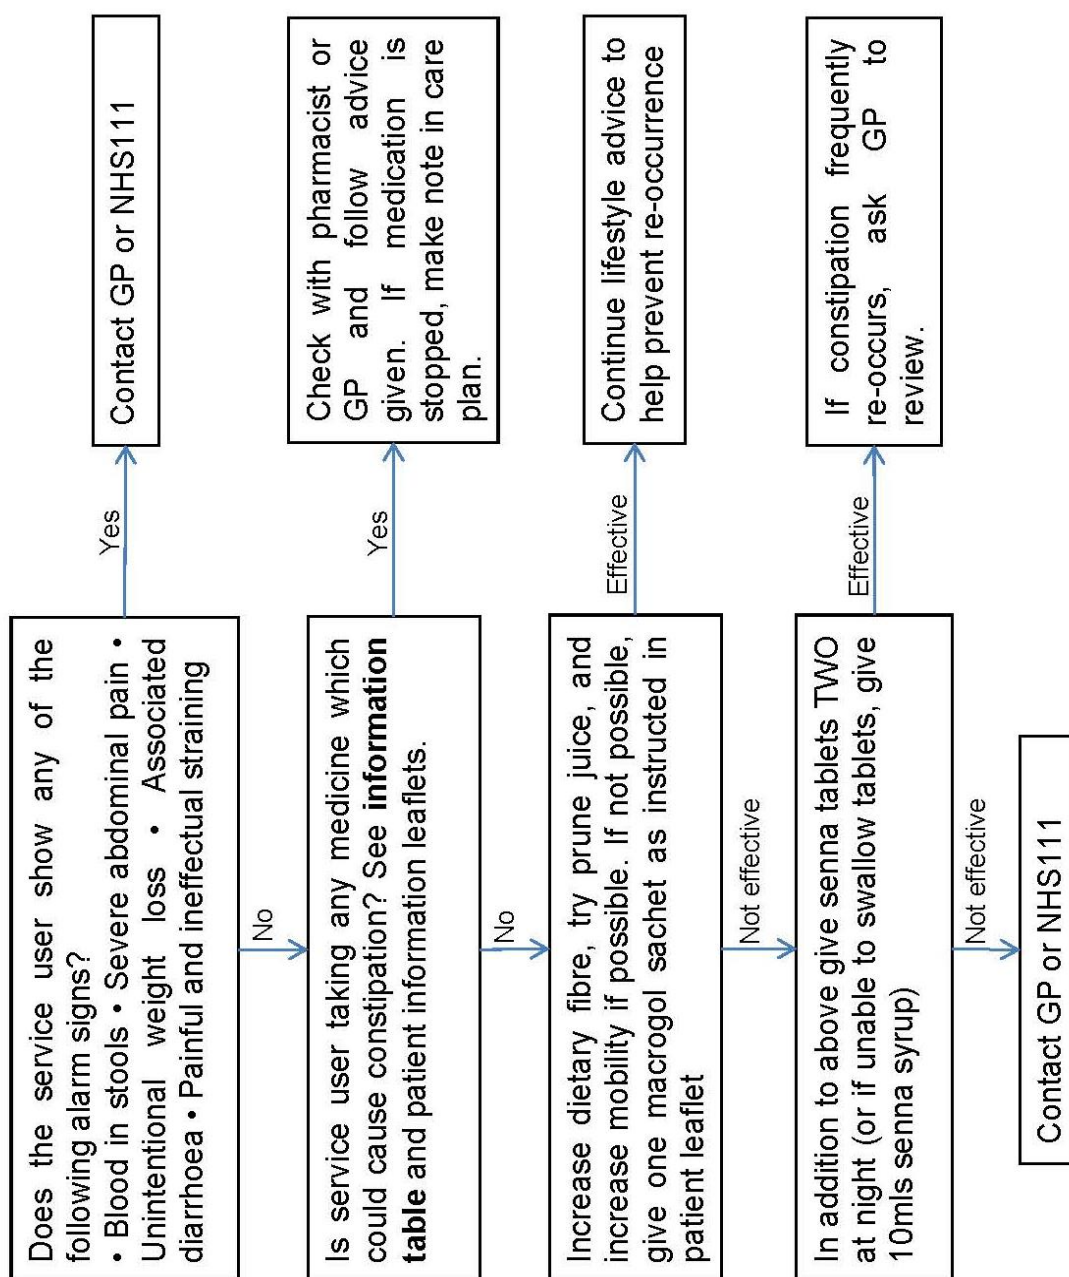 Does the service user show any of the
following alarm signs?
• Blood in stools • Severe abdominal pain •
Unintentional weight loss • Associated
diarrhoea • Painful and ineffectual straining
Yes
Contact GP or NHS111
No
Is service user taking any medicine which
could cause constipation? See information
table and patient information leaflets.
Yes
Check with pharmacist or
GP and follow advice
given. If medication is
stopped, make note in care
plan.
No
Increase dietary fibre, try prune juice, and
increase mobility if possible. If not possible,
give one macrogol sachet as instructed in
patient leaflet
Effective
Continue lifestyle advice to
help prevent re-occurrence
Not effective
In addition to above give senna tablets TWO
at night (or if unable to swallow tablets, give
10mls senna syrup)
Effective
If constipation frequently
re-occurs, ask GP to
review.
Not effective
Contact GP or NHS111